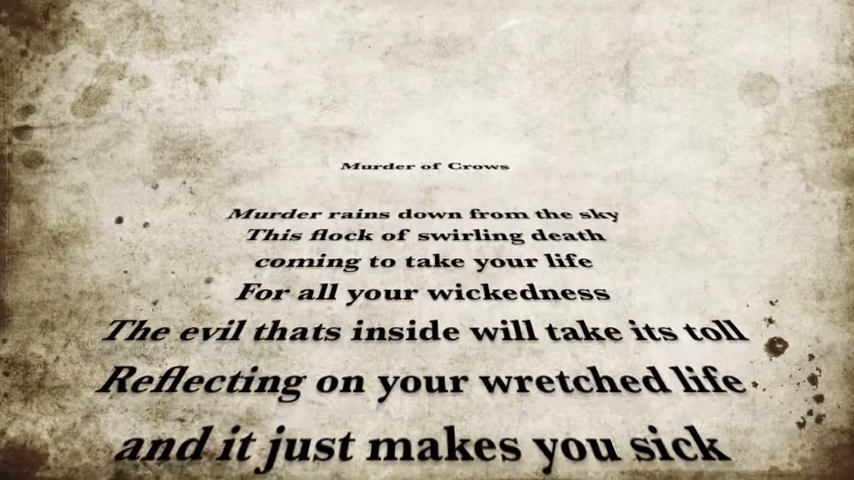 Murder of Crows
Murder rains down from the sky
This flock of swirling death
coming to take your life
For all your wickedness
The evil thats inside will take its toll
Reflecting on your wretched life
and it just makes you sick